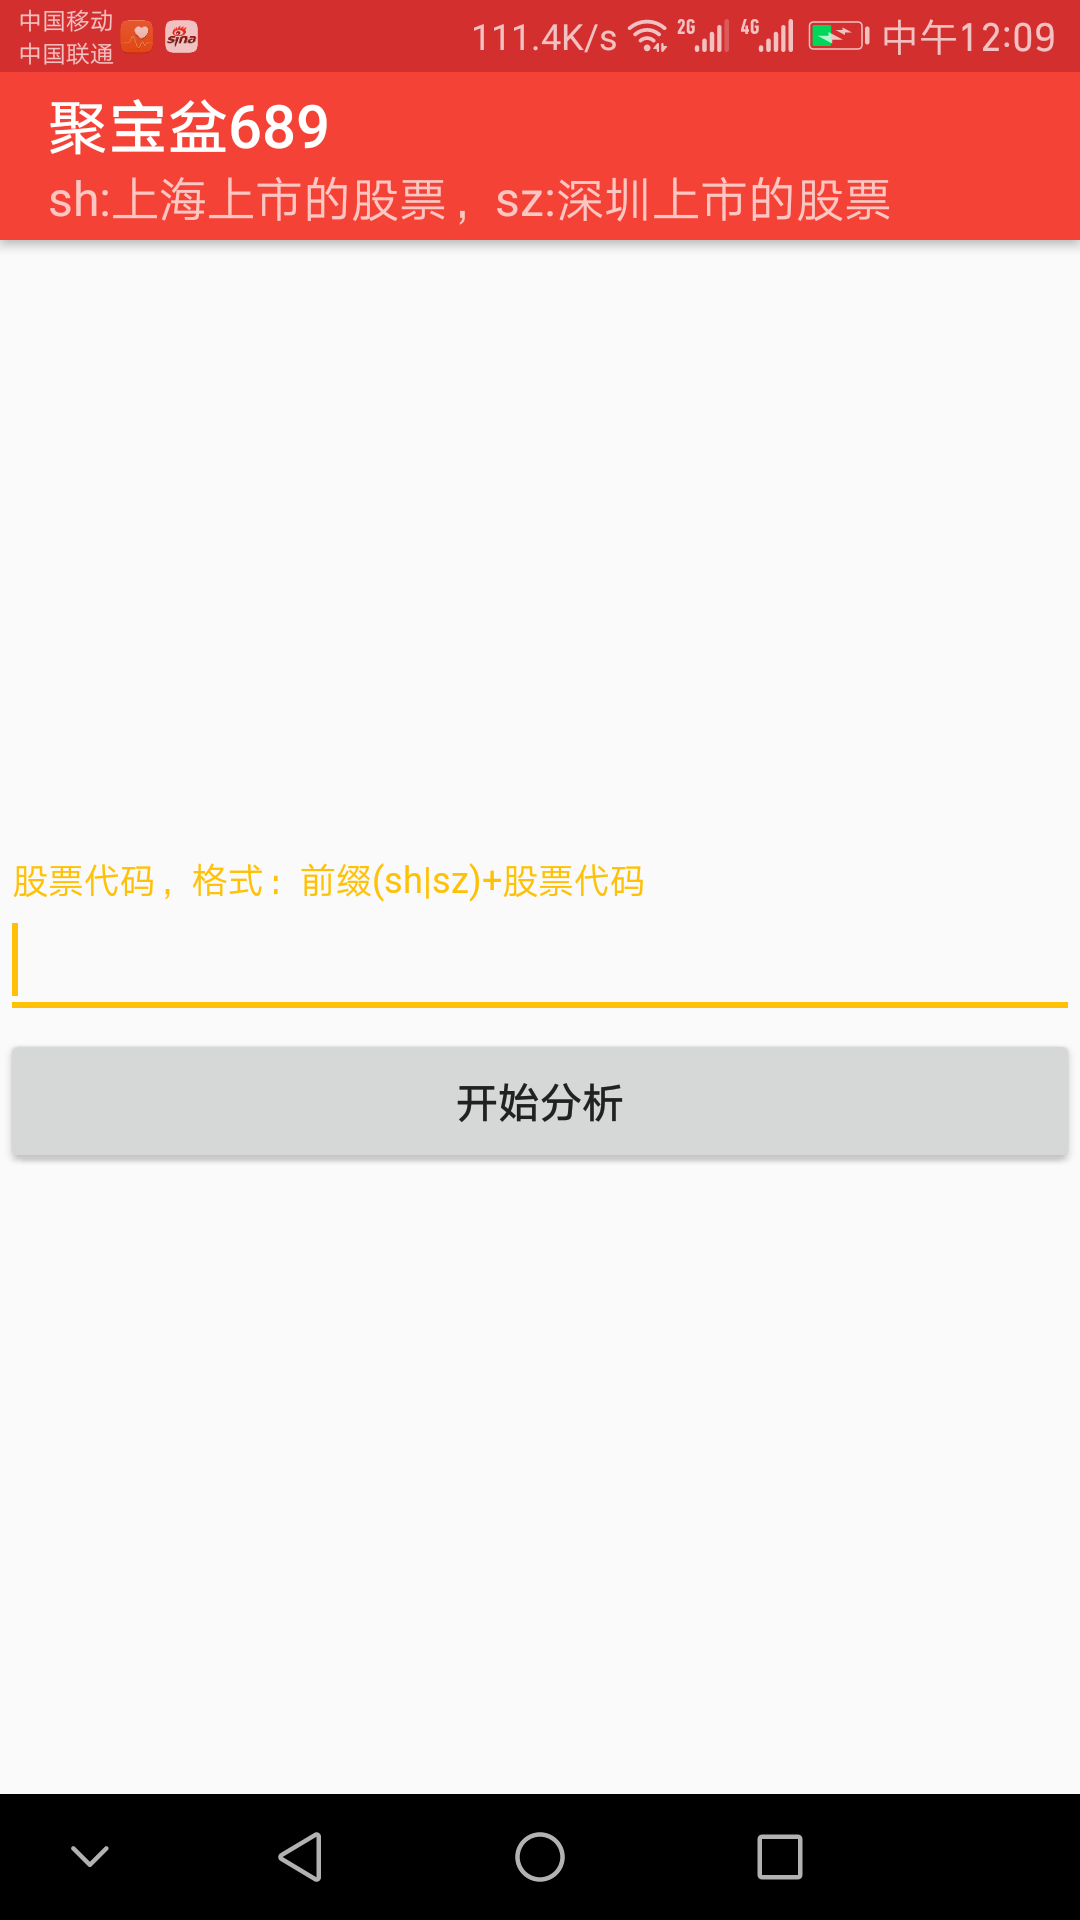 中国移动
中国联通
sina
111.4K/s
2G
4G
中午12:09
聚宝盆689
sh:上海上市的股票，sz:深圳上市的股票
股票代码，格式：前缀(sh|sz)+股票代码
开始分析